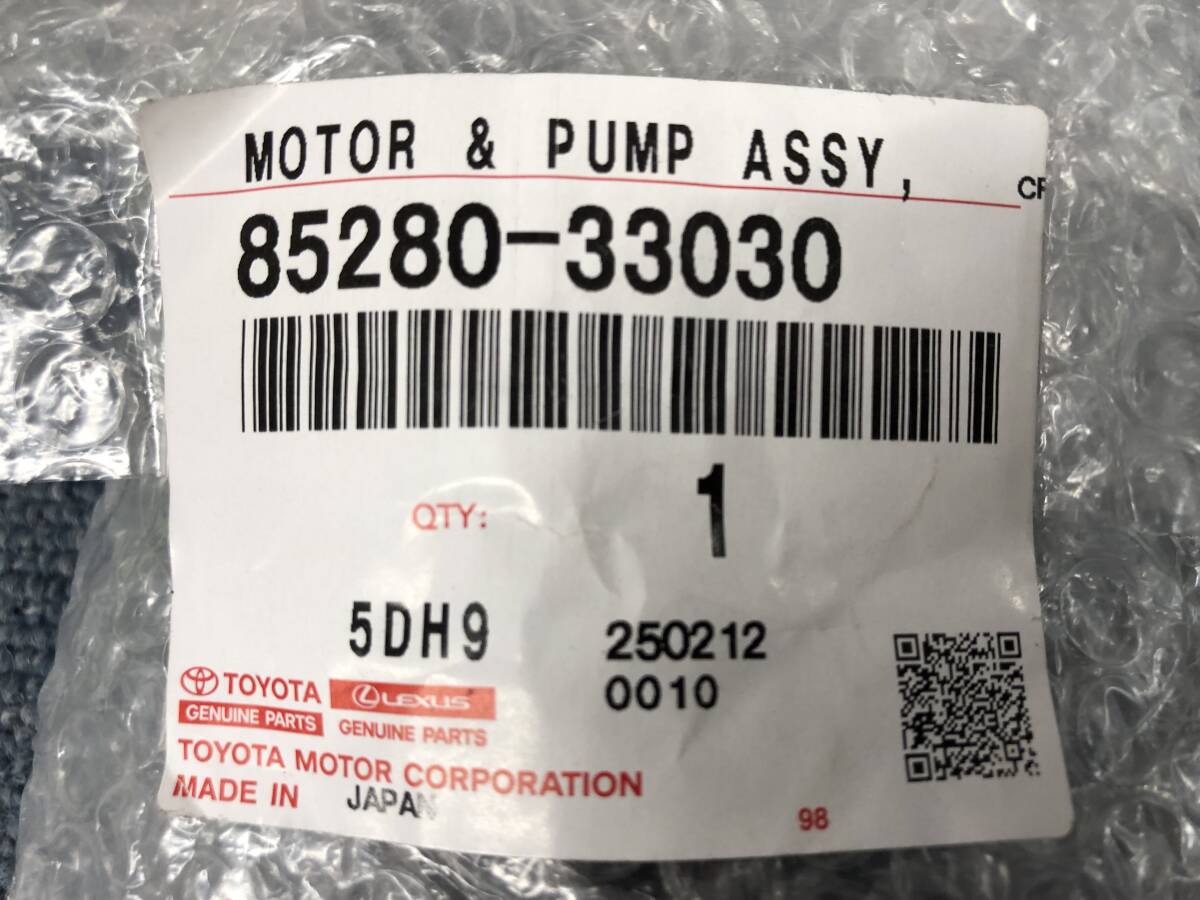 MOTOR & PUMP ASSY,
85280-33030
QTY: 1
5DH9 250212
0010
TOYOTA LEXUS
GENUINE PARTS GENUINE PARTS
TOYOTA MOTOR CORPORATION
MADE IN JAPAN
98